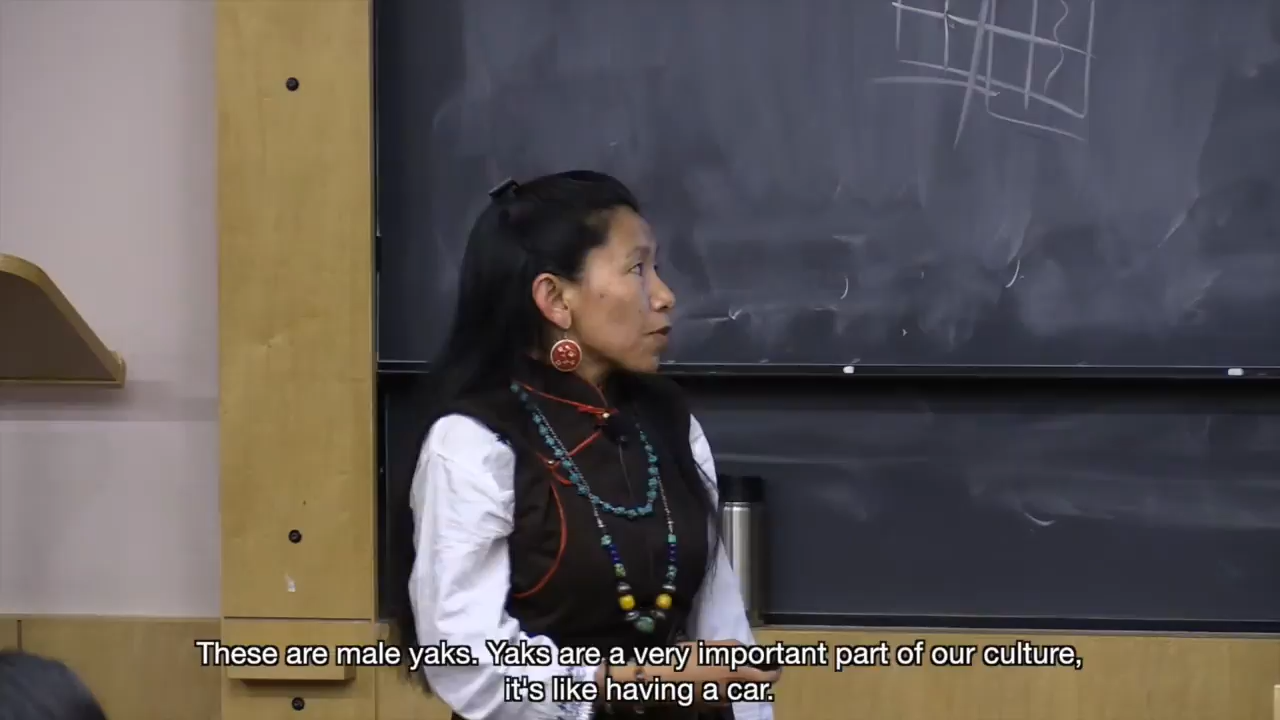 These are male yaks. Yaks are a very important part of our culture,
it's like having a car.